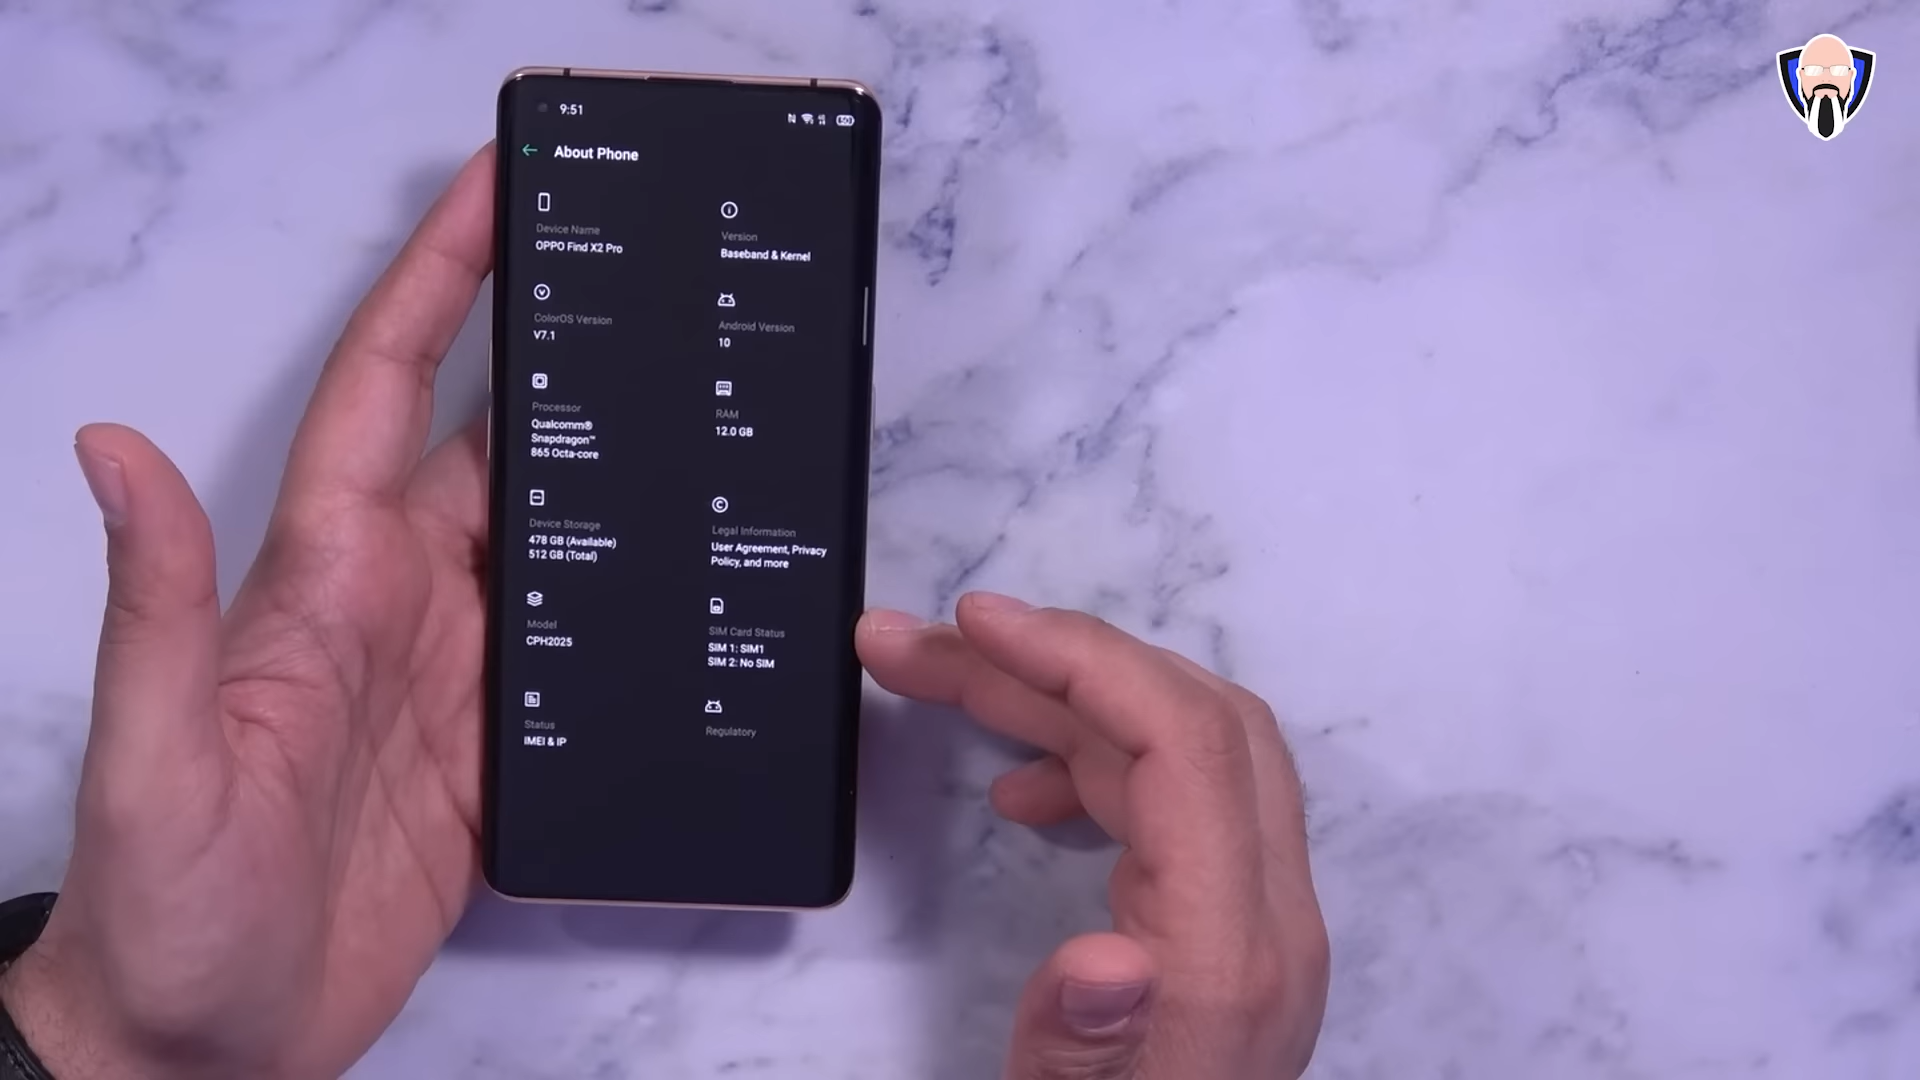 9:51
About Phone
Device Name
OPPO Find X2 Pro
Version
Baseband & Kernel
ColorOS Version
V7.1
Android Version
10
Processor
Qualcomm®
Snapdragon™
865 Octa-core
RAM
12.0 GB
Device Storage
478 GB (Available)
512 GB (Total)
Legal Information
User Agreement, Privacy
Policy, and more
Model
CPH2025
SIM Card Status
SIM 1: SIM1
SIM 2: No SIM
Status
IMEI & IP
Regulatory